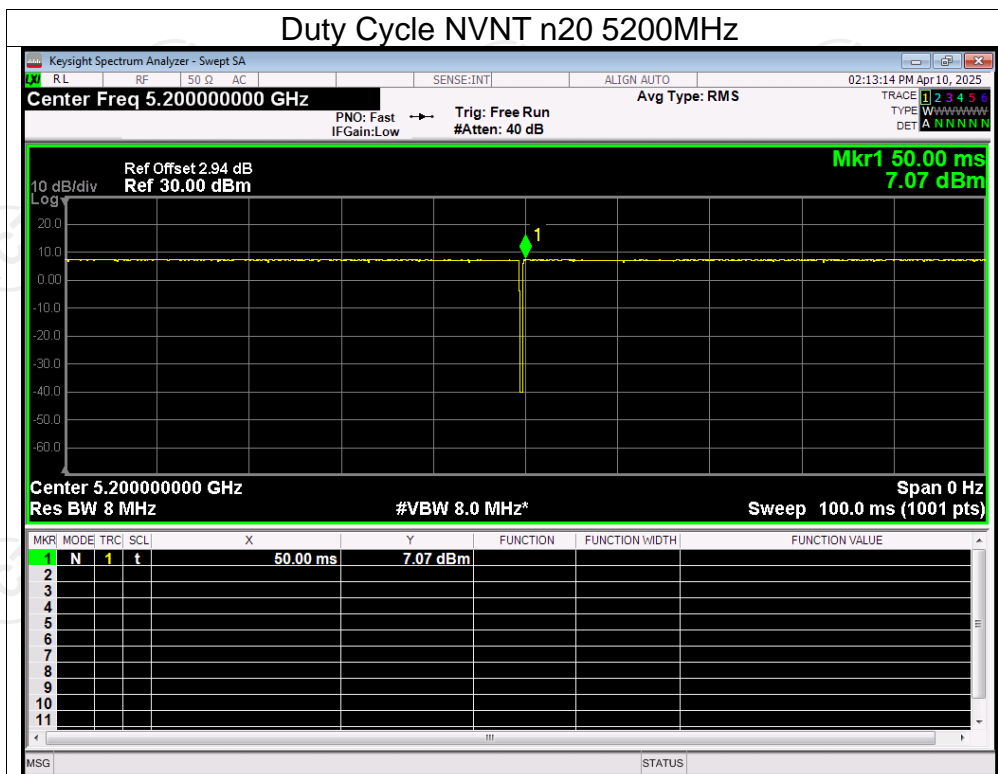 Duty Cycle NVNT n20 5200MHz
Keysight Spectrum Analyzer - Swept SA
LXI RL RF 50 Ω AC SENSE:INT ALIGN AUTO 02:13:14 PM Apr 10, 2025
Center Freq 5.200000000 GHz Avg Type: RMS TRACE 1 2 3 4 5 6
PNO: Fast Trig: Free Run TYPE WWWWWW
IFGain:Low #Atten: 40 dB DET A N N N N N
Mkr1 50.00 ms
7.07 dBm
Ref Offset 2.94 dB
10 dB/div Ref 30.00 dBm
Log
20.0
1
10.0
0.00
-10.0
-20.0
-30.0
-40.0
-50.0
-60.0
Center 5.200000000 GHz Span 0 Hz
Res BW 8 MHz #VBW 8.0 MHz* Sweep 100.0 ms (1001 pts)
MKR MODE TRC SCL X Y FUNCTION FUNCTION WIDTH FUNCTION VALUE
1 N 1 t 50.00 ms 7.07 dBm
2
3
4
5
6
7
8
9
10
11
MSG STATUS